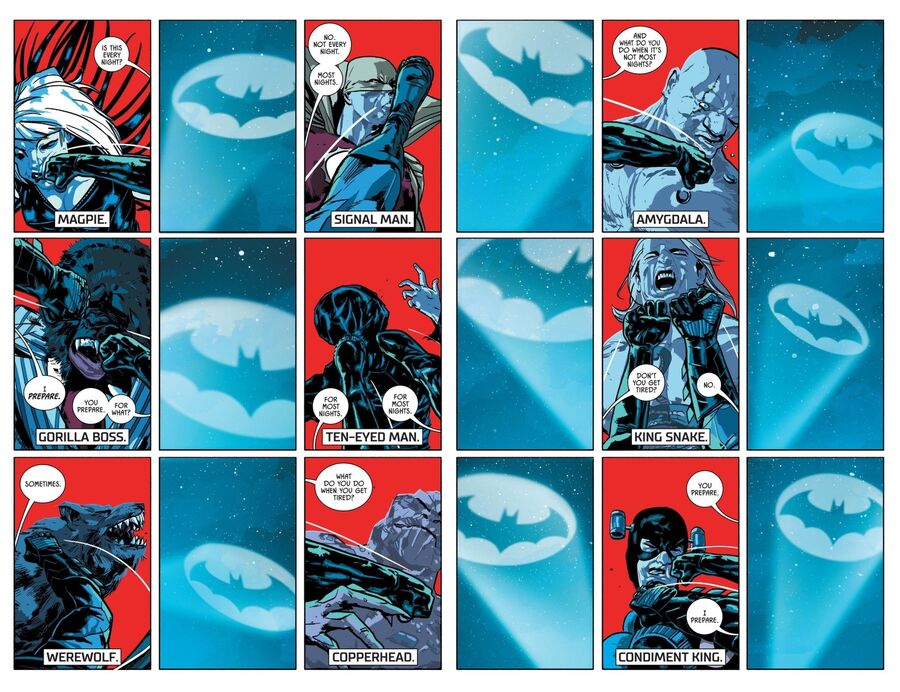 IS THIS
EVERY
NIGHT?
MAGPIE.
NO.
NOT EVERY
NIGHT.
MOST
NIGHTS.
SIGNAL MAN.
AND
WHAT DO YOU
DO WHEN IT'S
NOT MOST
NIGHTS?
AMYGDALA.
I
PREPARE.
YOU
PREPARE.
FOR
WHAT?
GORILLA BOSS.
FOR
MOST
NIGHTS.
FOR
MOST
NIGHTS.
TEN-EYED MAN.
DON'T
YOU GET
TIRED?
NO.
KING SNAKE.
SOMETIMES.
WEREWOLF.
WHAT
DO YOU DO
WHEN YOU GET
TIRED?
COPPERHEAD.
YOU
PREPARE.
I
PREPARE.
CONDIMENT KING.